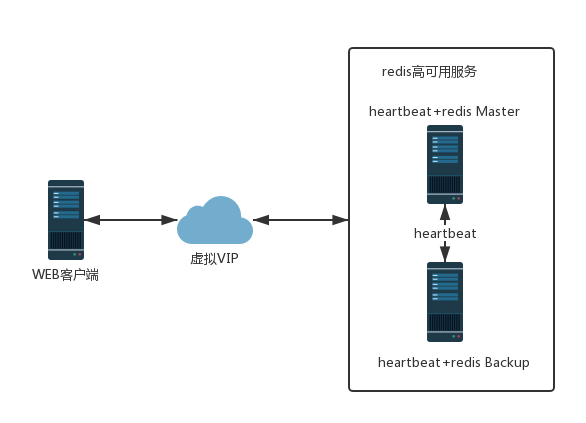 redis高可用服务
heartbeat+redis Master
heartbeat
heartbeat+redis Backup
WEB客户端
虚拟VIP